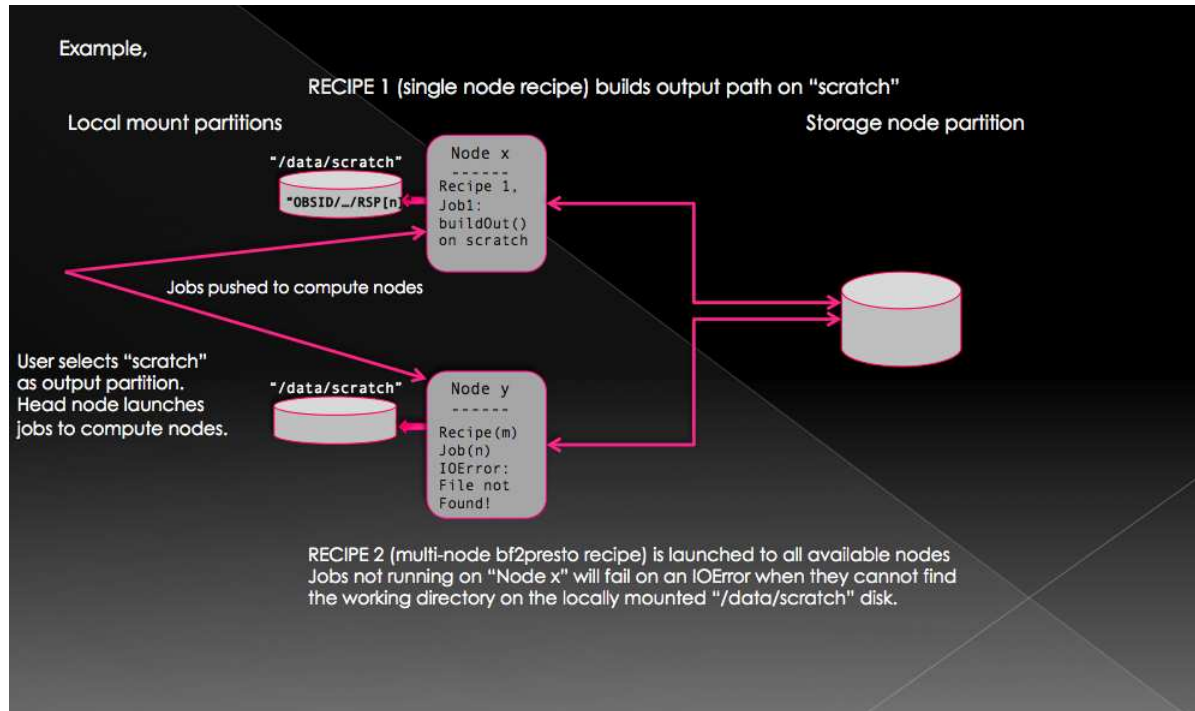 Example,
RECIPE 1 (single node recipe) builds output path on “scratch”
Local mount partitions
Storage node partition
"/data/scratch"
"OBSID/…/RSP[n]
Node x
------
Recipe 1,
Job1:
buildOut()
on scratch
Jobs pushed to compute nodes
User selects “scratch”
as output partition.
Head node launches
jobs to compute nodes.
"/data/scratch"
Node y
------
Recipe(m)
Job(n)
IOError:
File not
Found!
RECIPE 2 (multi-node bf2presto recipe) is launched to all available nodes
Jobs not running on “Node x” will fail on an IOError when they cannot find
the working directory on the locally mounted “/data/scratch” disk.